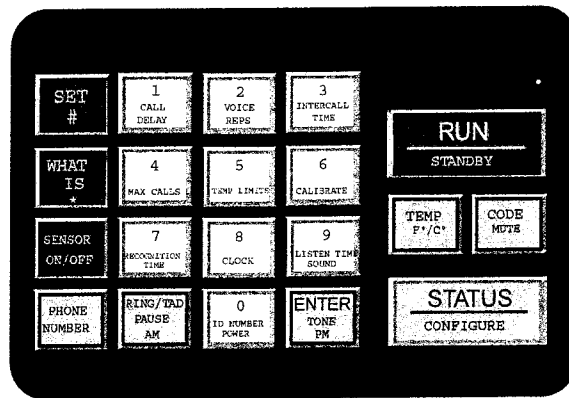 SET
#
1
CALL
DELAY
2
VOICE
REPS
3
INTERCALL
TIME
RUN
STANDBY
WHAT
IS
*
4
MAX CALLS
5
TEMP LIMITS
6
CALIBRATE
TEMP
F°/C°
CODE
MUTE
SENSOR
ON/OFF
7
RECOGNITION
TIME
8
CLOCK
9
LISTEN TIME
SOUND
STATUS
CONFIGURE
PHONE
NUMBER
RING/TAD
PAUSE
AM
0
ID NUMBER
POWER
ENTER
TONE
PM